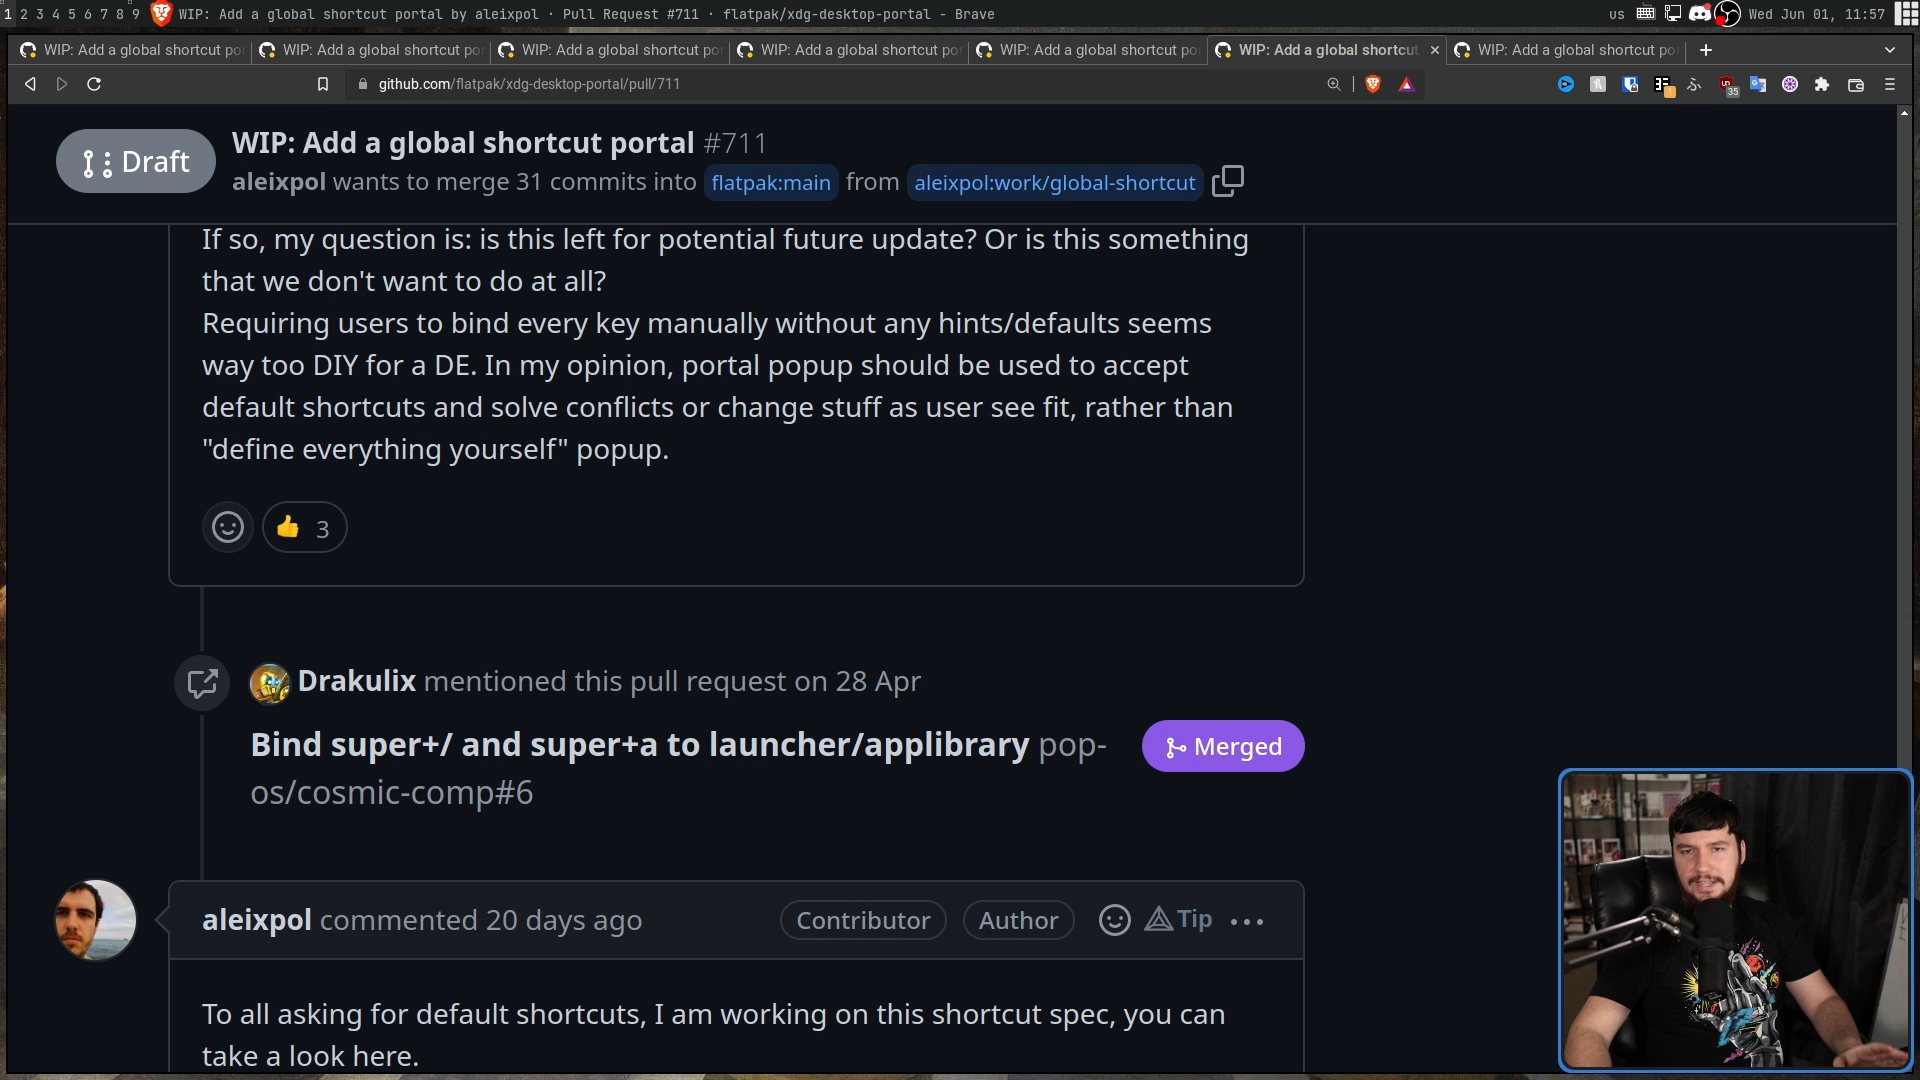 1 2 3 4 5 6 7 8 9 WIP: Add a global shortcut portal by aleixpol · Pull Request #711 · flatpak/xdg-desktop-portal - Brave
us Wed Jun 01, 11:57
WIP: Add a global shortcut po
WIP: Add a global shortcut po
WIP: Add a global shortcut po
WIP: Add a global shortcut po
WIP: Add a global shortcut po
WIP: Add a global shortcut
WIP: Add a global shortcut po
github.com/flatpak/xdg-desktop-portal/pull/711
35
Draft
WIP: Add a global shortcut portal #711
aleixpol wants to merge 31 commits into flatpak:main from aleixpol:work/global-shortcut
If so, my question is: is this left for potential future update? Or is this something
that we don't want to do at all?
Requiring users to bind every key manually without any hints/defaults seems
way too DIY for a DE. In my opinion, portal popup should be used to accept
default shortcuts and solve conflicts or change stuff as user see fit, rather than
"define everything yourself" popup.
👍 3
Drakulix mentioned this pull request on 28 Apr
Bind super+/ and super+a to launcher/applibrary pop-
os/cosmic-comp#6
Merged
aleixpol commented 20 days ago
Contributor
Author
Tip
To all asking for default shortcuts, I am working on this shortcut spec, you can
take a look here.